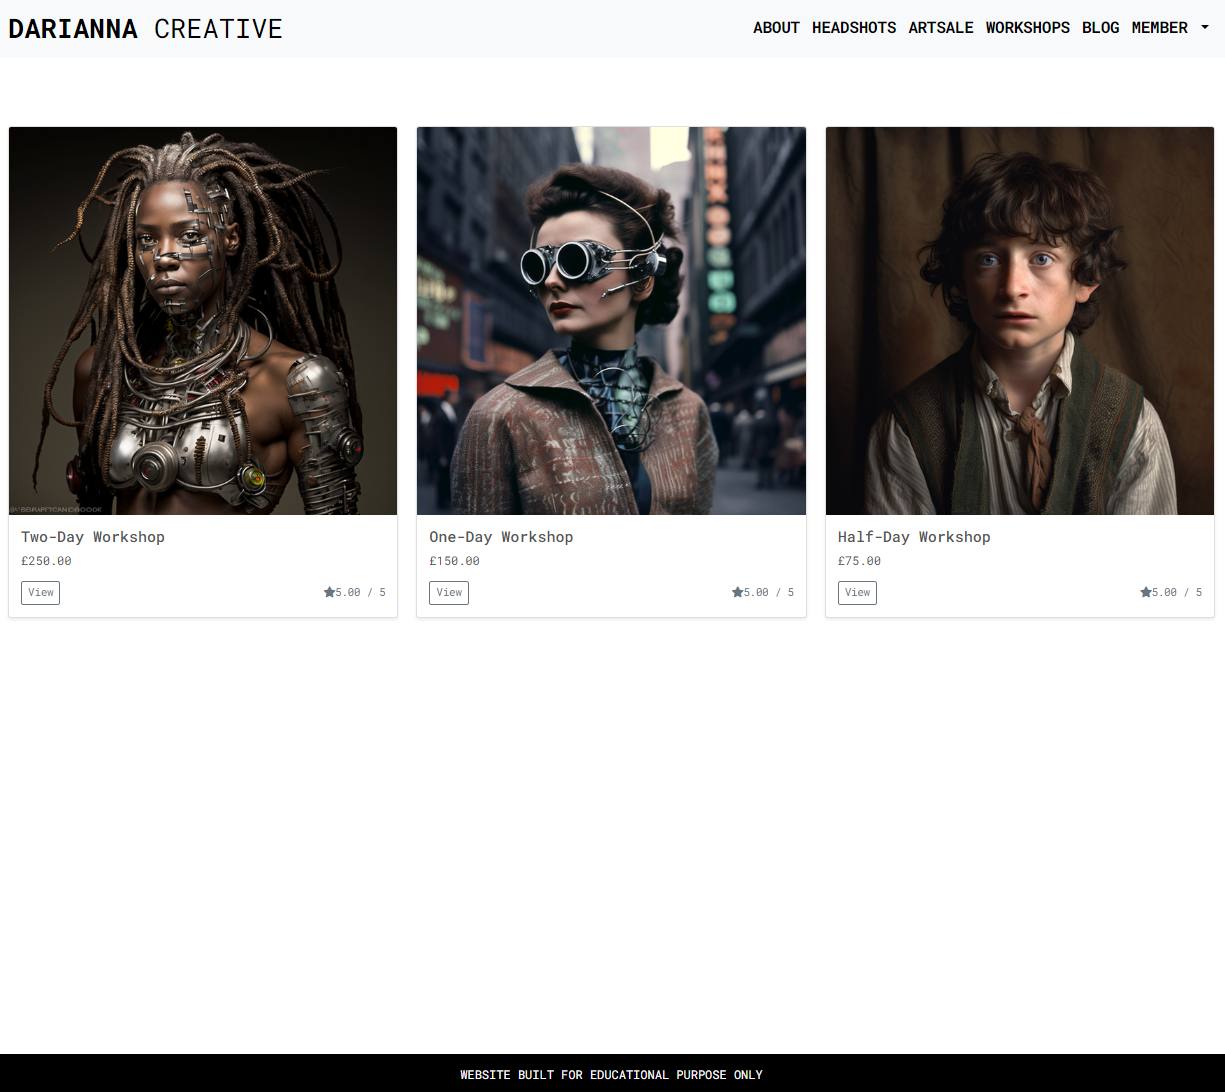 DARIANNA CREATIVE
ABOUT HEADSHOTS ARTSALE WORKSHOPS BLOG MEMBER
Two-Day Workshop
£250.00
View
5.00 / 5
One-Day Workshop
£150.00
View
5.00 / 5
Half-Day Workshop
£75.00
View
5.00 / 5
WEBSITE BUILT FOR EDUCATIONAL PURPOSE ONLY